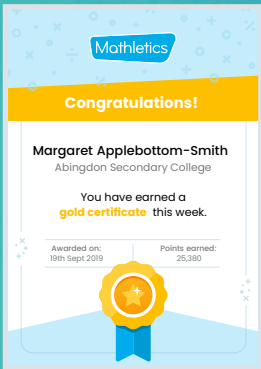 Mathletics
Congratulations!
Margaret Applebottom-Smith
Abingdon Secondary College
You have earned a
gold certificate this week.
Awarded on:
19th Sept 2019
Points earned:
25,380